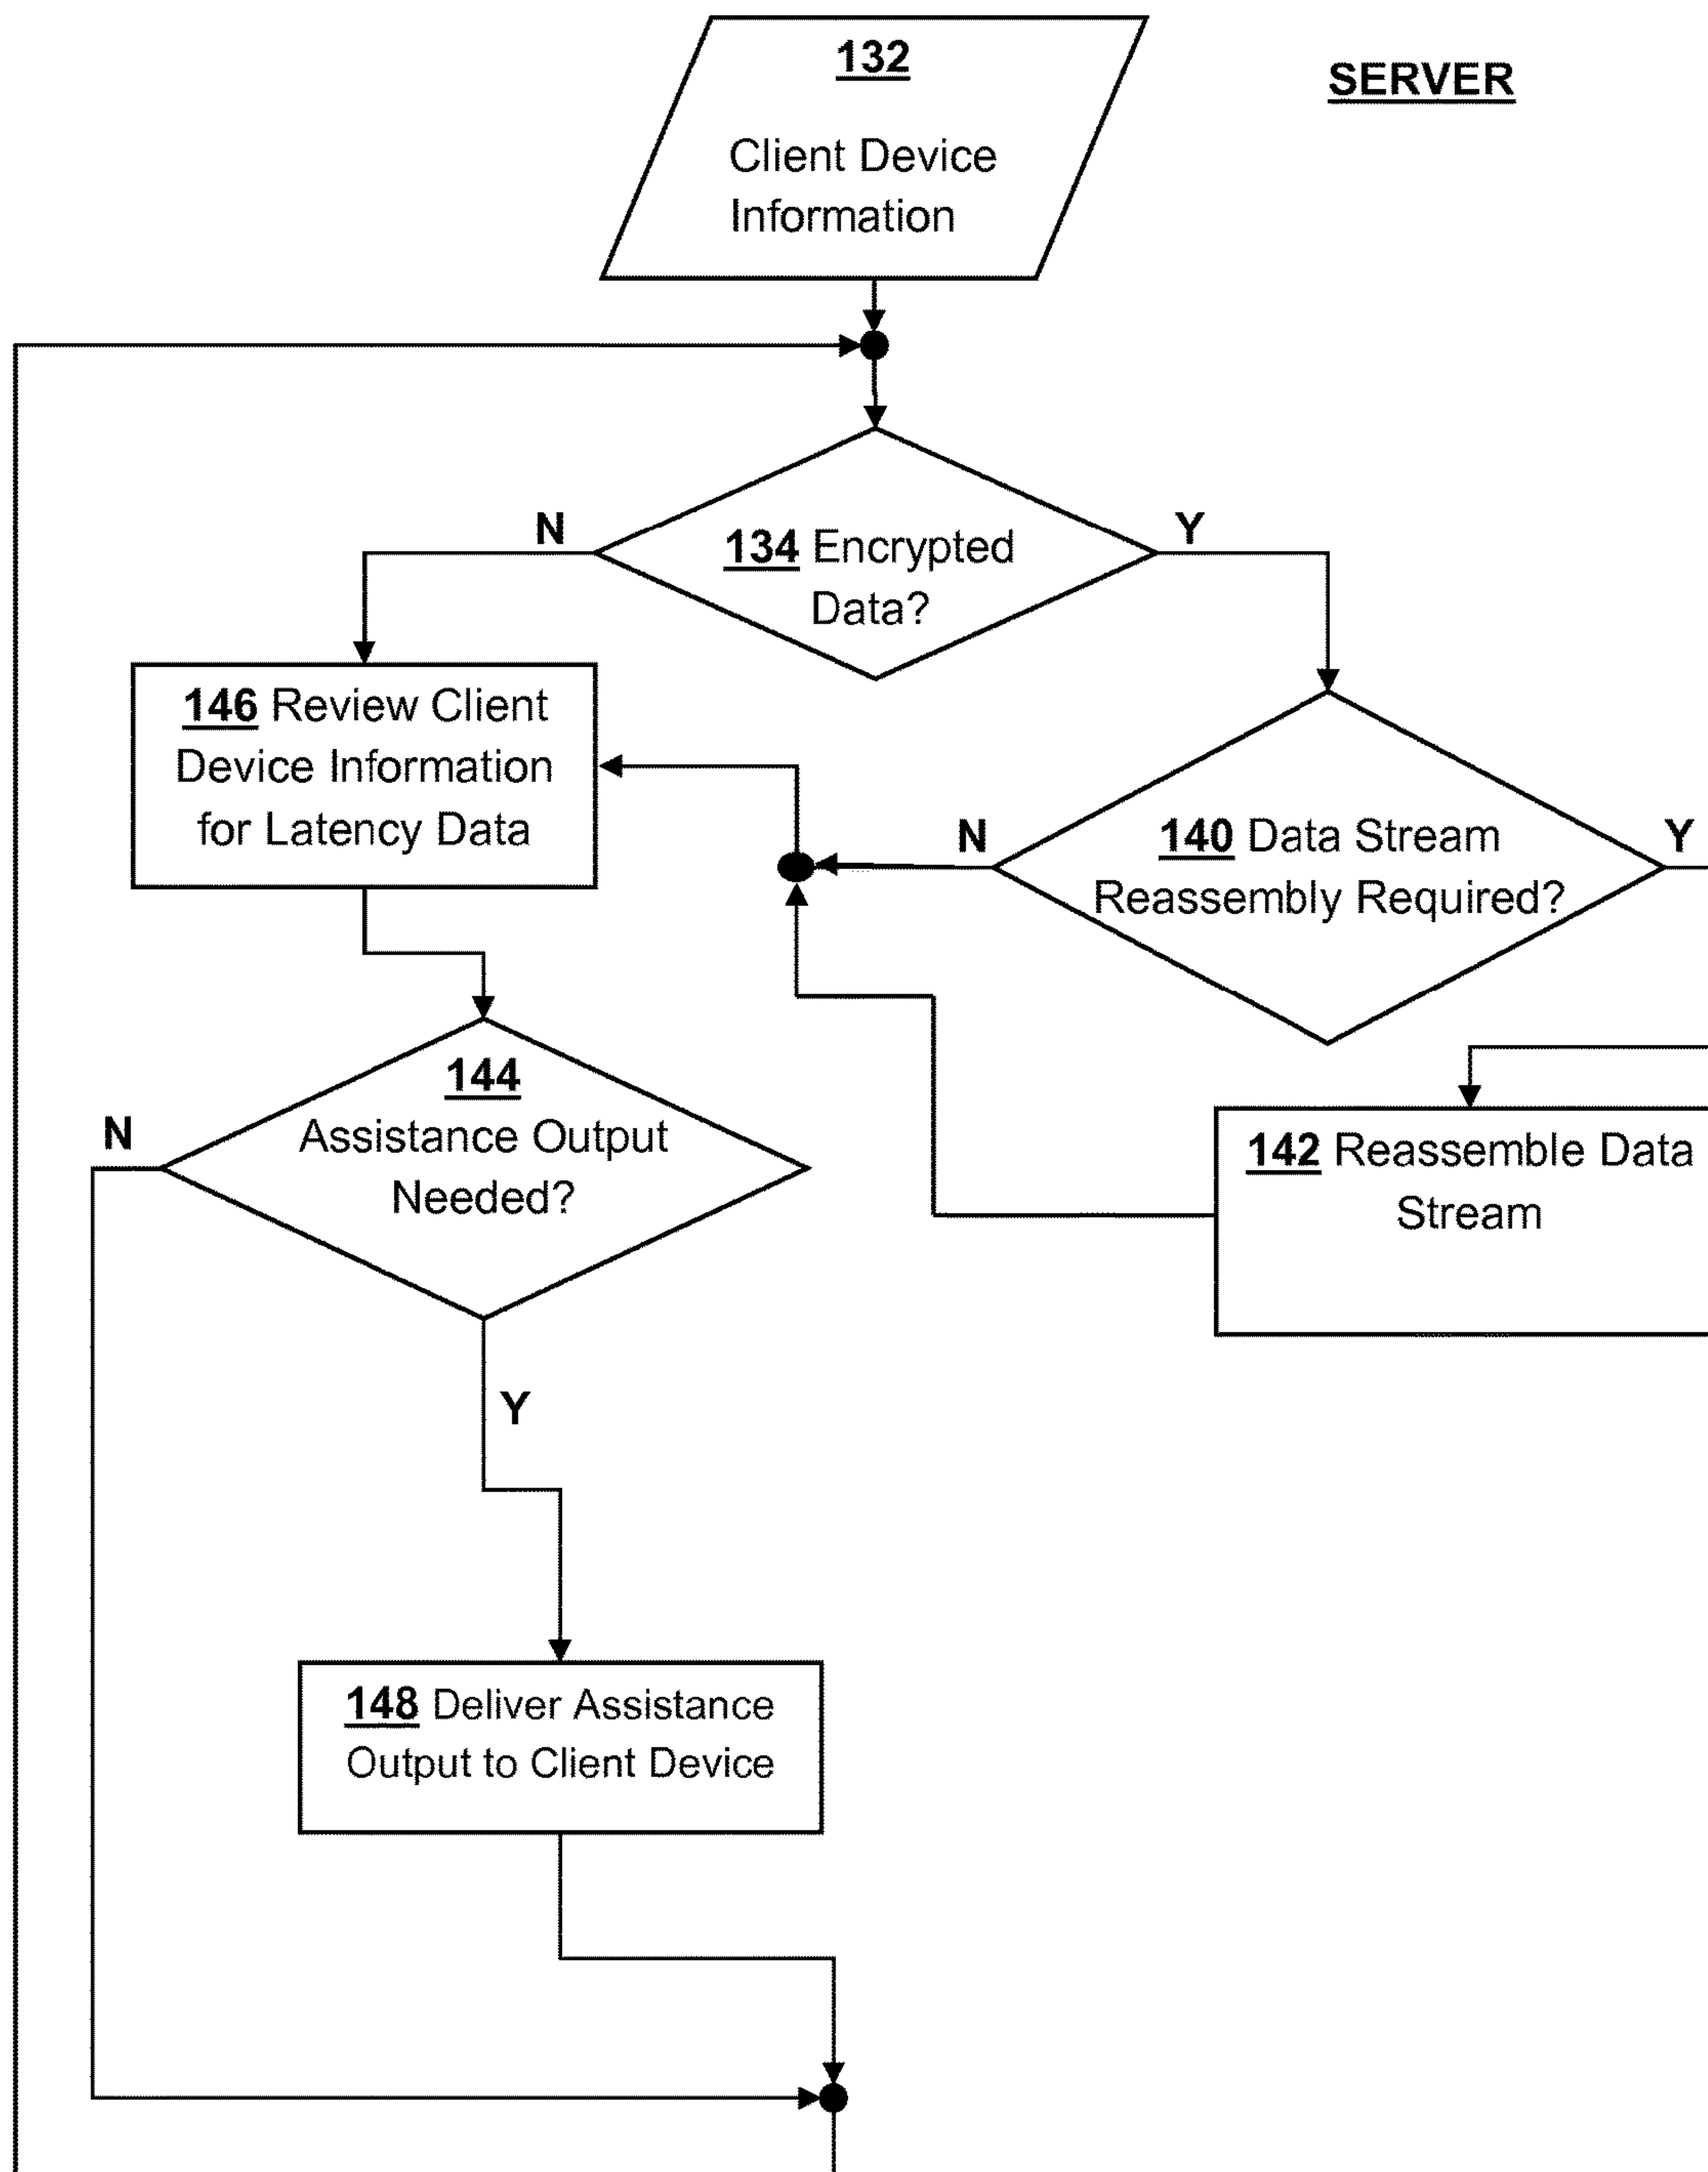 132
SERVER
Client Device
Information
N
Y
134 Encrypted
Data?
146 Review Client
Device Information
for Latency Data
N
140 Data Stream
Reassembly Required?
Y
144
Assistance Output
Needed?
N
142 Reassemble Data
Stream
Y
148 Deliver Assistance
Output to Client Device